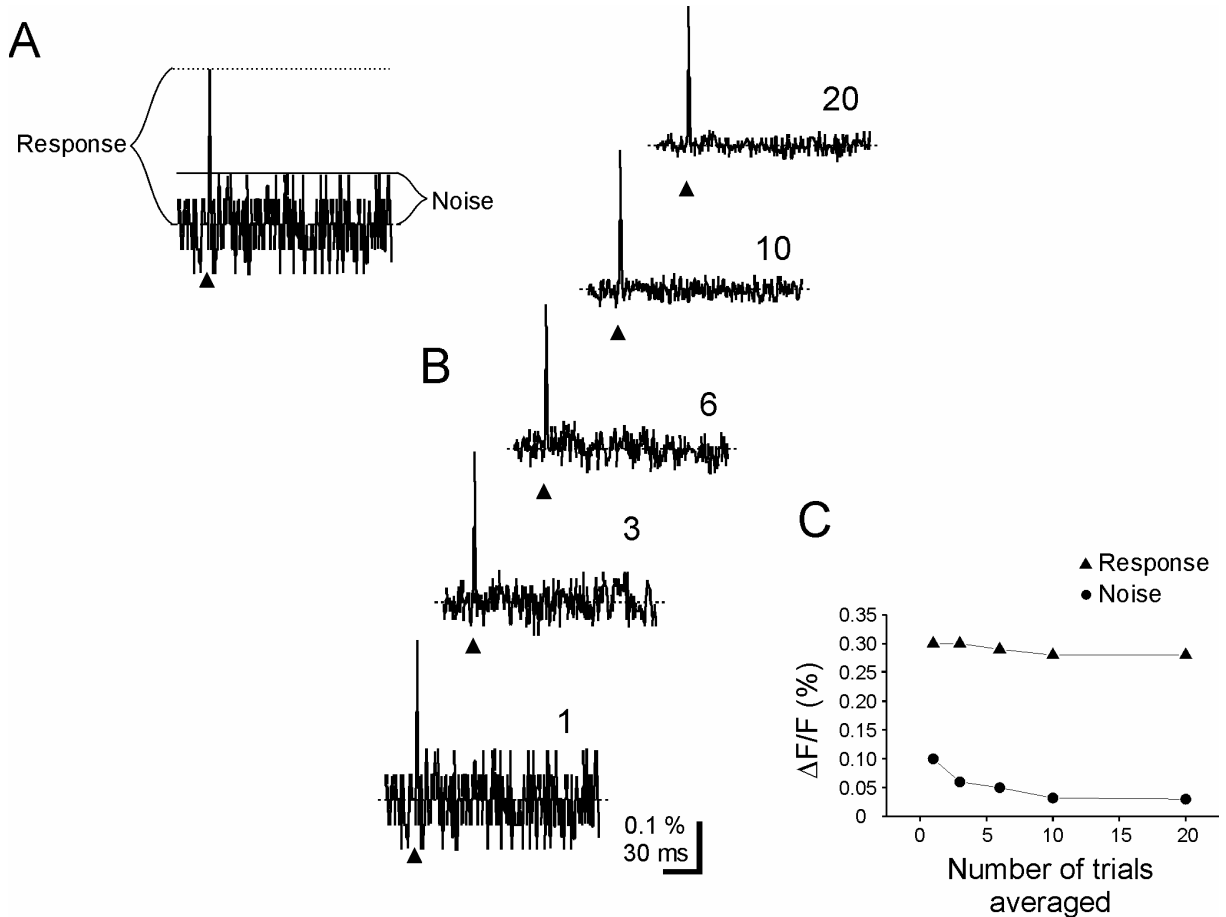 A
Response
Noise
20
10
B
6
3
1
0.1 %
30 ms
C
Response
Noise
ΔF/F (%)
0.35
0.30
0.25
0.20
0.15
0.10
0.05
0
0 5 10 15 20
Number of trials
averaged